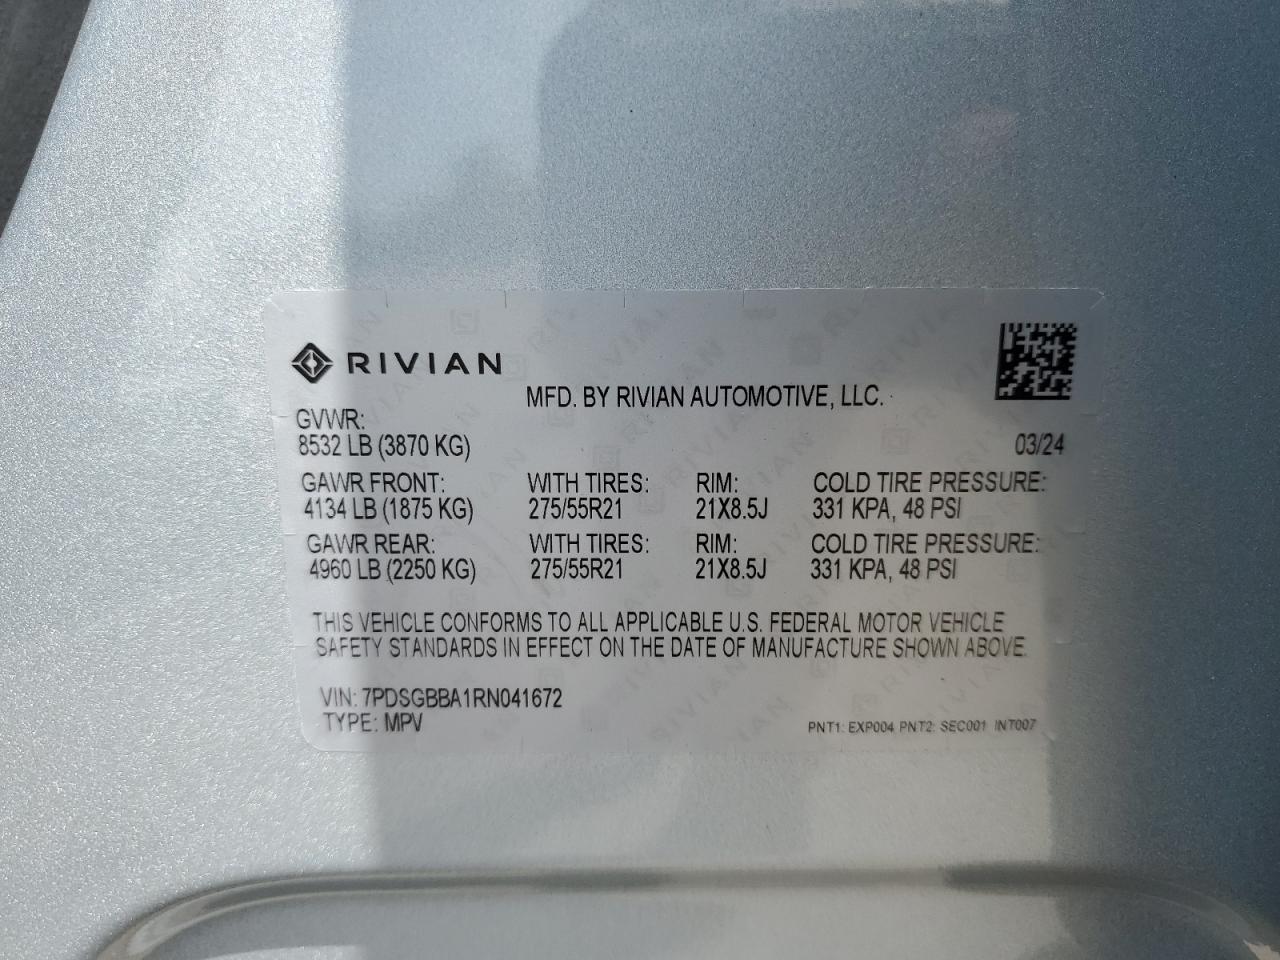 RIVIAN
MFD. BY RIVIAN AUTOMOTIVE, LLC.
GVWR:
8532 LB (3870 KG)
03/24
GAWR FRONT: WITH TIRES: RIM: COLD TIRE PRESSURE:
4134 LB (1875 KG) 275/55R21 21X8.5J 331 KPA, 48 PSI
GAWR REAR: WITH TIRES: RIM: COLD TIRE PRESSURE:
4960 LB (2250 KG) 275/55R21 21X8.5J 331 KPA, 48 PSI
THIS VEHICLE CONFORMS TO ALL APPLICABLE U.S. FEDERAL MOTOR VEHICLE
SAFETY STANDARDS IN EFFECT ON THE DATE OF MANUFACTURE SHOWN ABOVE.
VIN: 7PDSGBBA1RN041672
TYPE: MPV
PNT1: EXP004 PNT2: SEC001 INT007